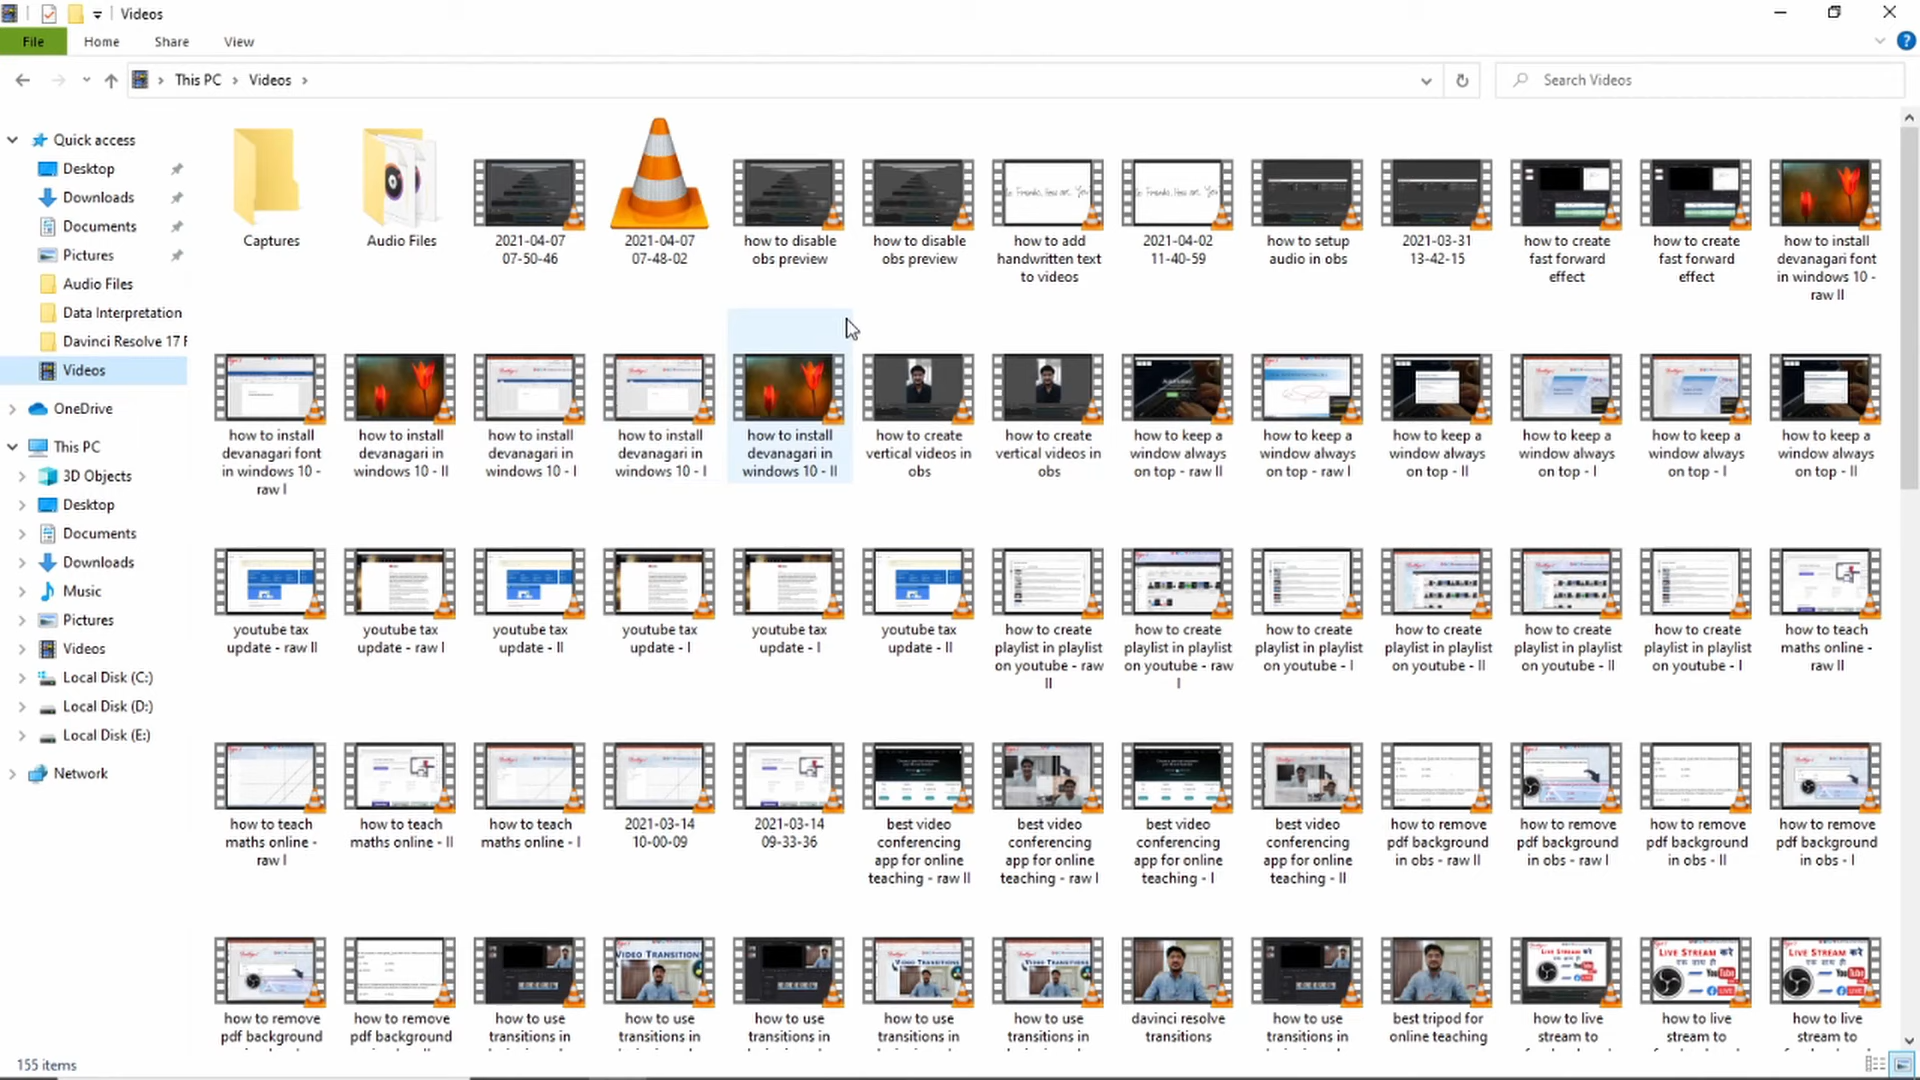 Videos
File
Home
Share
View
This PC
Videos
Search Videos
Quick access
Desktop
Downloads
Documents
Pictures
Audio Files
Data Interpretation
Davinci Resolve 17 F
Videos
OneDrive
This PC
3D Objects
Desktop
Documents
Downloads
Music
Pictures
Videos
Local Disk (C:)
Local Disk (D:)
Local Disk (E:)
Network
Captures
Audio Files
2021-04-07
07-50-46
2021-04-07
07-48-02
how to disable
obs preview
how to disable
obs preview
how to add
handwritten text
to videos
2021-04-02
11-40-59
how to setup
audio in obs
2021-03-31
13-42-15
how to create
fast forward
effect
how to create
fast forward
effect
how to install
devanagari font
in windows 10 -
raw II
how to install
devanagari font
in windows 10 -
raw I
how to install
devanagari in
windows 10 - II
how to install
devanagari in
windows 10 - I
how to install
devanagari in
windows 10 - I
how to install
devanagari in
windows 10 - II
how to create
vertical videos in
obs
how to create
vertical videos in
obs
how to keep a
window always
on top - raw II
how to keep a
window always
on top - raw I
how to keep a
window always
on top - II
how to keep a
window always
on top - I
how to keep a
window always
on top - I
how to keep a
window always
on top - II
youtube tax
update - raw II
youtube tax
update - raw I
youtube tax
update - II
youtube tax
update - I
youtube tax
update - I
youtube tax
update - II
how to create
playlist in playlist
on youtube - raw
II
how to create
playlist in playlist
on youtube - raw
I
how to create
playlist in playlist
on youtube - I
how to create
playlist in playlist
on youtube - II
how to create
playlist in playlist
on youtube - II
how to create
playlist in playlist
on youtube - I
how to teach
maths online -
raw II
how to teach
maths online -
raw I
how to teach
maths online - II
how to teach
maths online - I
2021-03-14
10-00-09
2021-03-14
09-33-36
best video
conferencing
app for online
teaching - raw II
best video
conferencing
app for online
teaching - raw I
best video
conferencing
app for online
teaching - I
best video
conferencing
app for online
teaching - II
how to remove
pdf background
in obs - raw II
how to remove
pdf background
in obs - raw I
how to remove
pdf background
in obs - II
how to remove
pdf background
in obs - I
VIDEO TRANSITIONS
LIVE STREAM करे
एक साथ ही
YouTube
LIVE
LIVE STREAM करे
YouTube
LIVE
LIVE STREAM करे
YouTube
LIVE
how to remove
pdf background
how to remove
pdf background
how to use
transitions in
how to use
transitions in
how to use
transitions in
how to use
transitions in
how to use
transitions in
davinci resolve
transitions
how to use
transitions in
best tripod for
online teaching
how to live
stream to
how to live
stream to
how to live
stream to
155 items